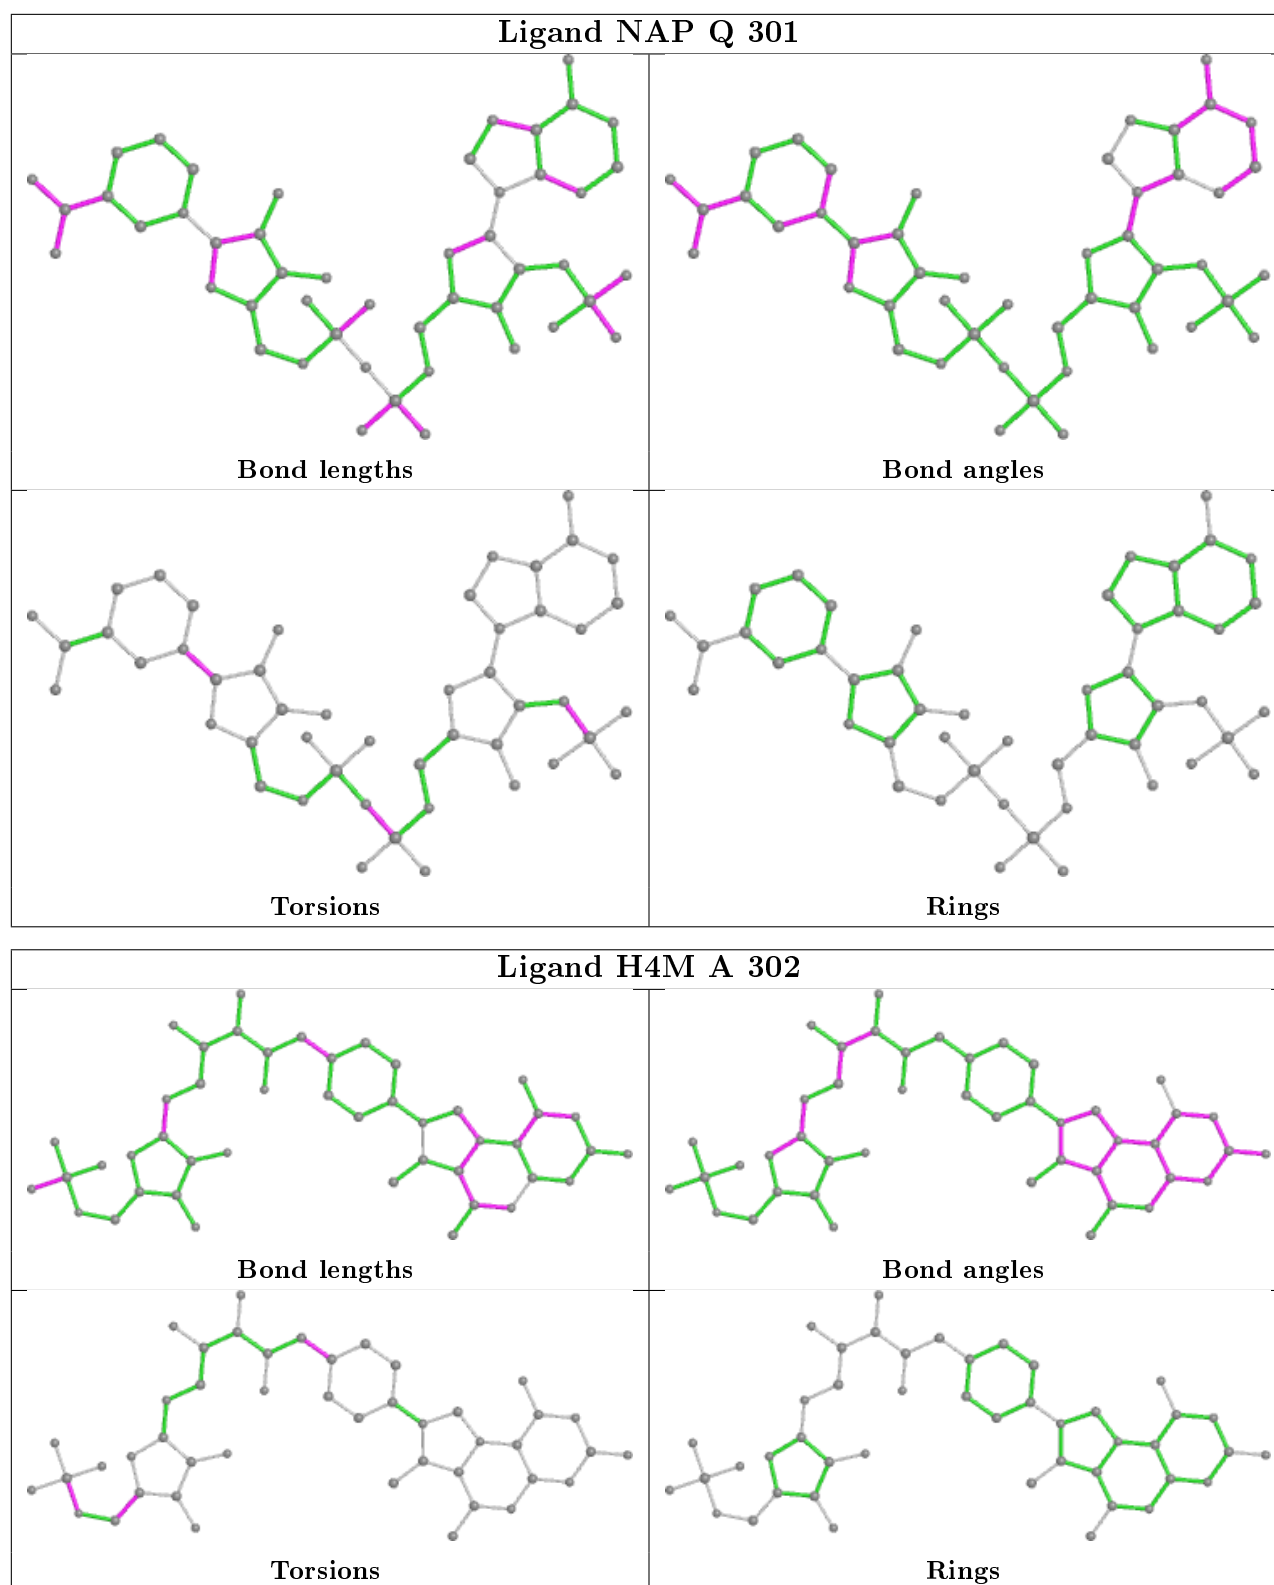 Ligand NAP Q 301
Bond lengths
Bond angles
Torsions
Rings
Ligand H4M A 302
Bond lengths
Bond angles
Torsions
Rings